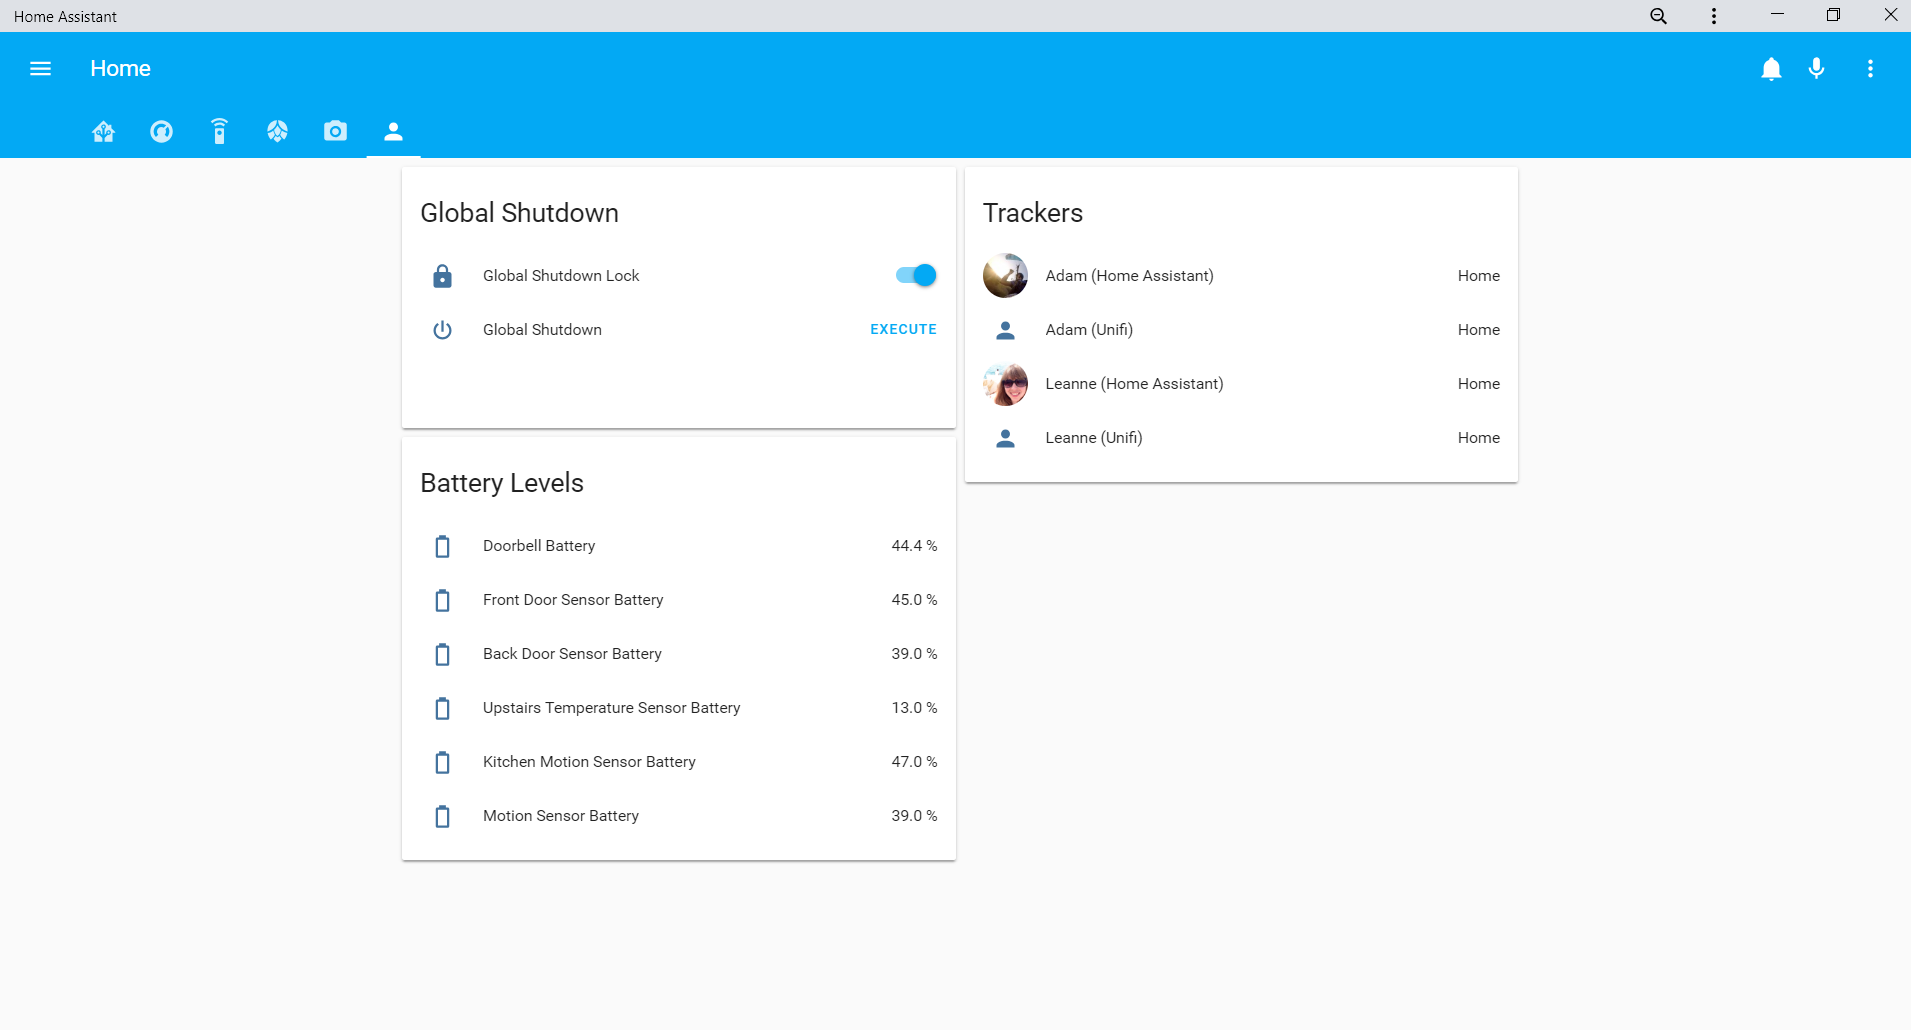 Home Assistant
Home
Global Shutdown
Global Shutdown Lock
Global Shutdown EXECUTE
Battery Levels
Doorbell Battery 44.4 %
Front Door Sensor Battery 45.0 %
Back Door Sensor Battery 39.0 %
Upstairs Temperature Sensor Battery 13.0 %
Kitchen Motion Sensor Battery 47.0 %
Motion Sensor Battery 39.0 %
Trackers
Adam (Home Assistant) Home
Adam (Unifi) Home
Leanne (Home Assistant) Home
Leanne (Unifi) Home